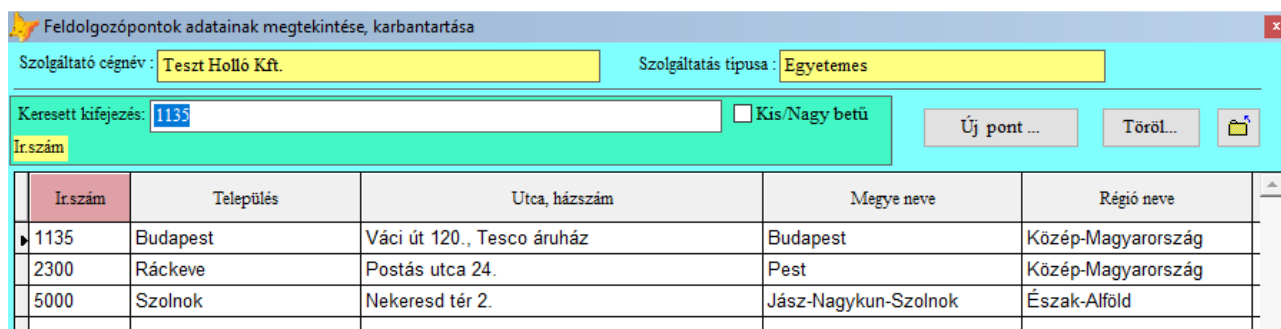 Feldolgozópontok adatainak megtekintése, karbantartása
Szolgáltató cégnév : Teszt Holló Kft. Szolgáltatás típusa : Egyetemes
Keresett kifejezés: 1135 Kis/Nagy betű Új pont ... Töröl...
Ir.szám
Ir.szám Település Utca, házszám Megye neve Régió neve
1135 Budapest Váci út 120., Tesco áruház Budapest Közép-Magyarország
2300 Ráckeve Postás utca 24. Pest Közép-Magyarország
5000 Szolnok Nekeresd tér 2. Jász-Nagykun-Szolnok Észak-Alföld